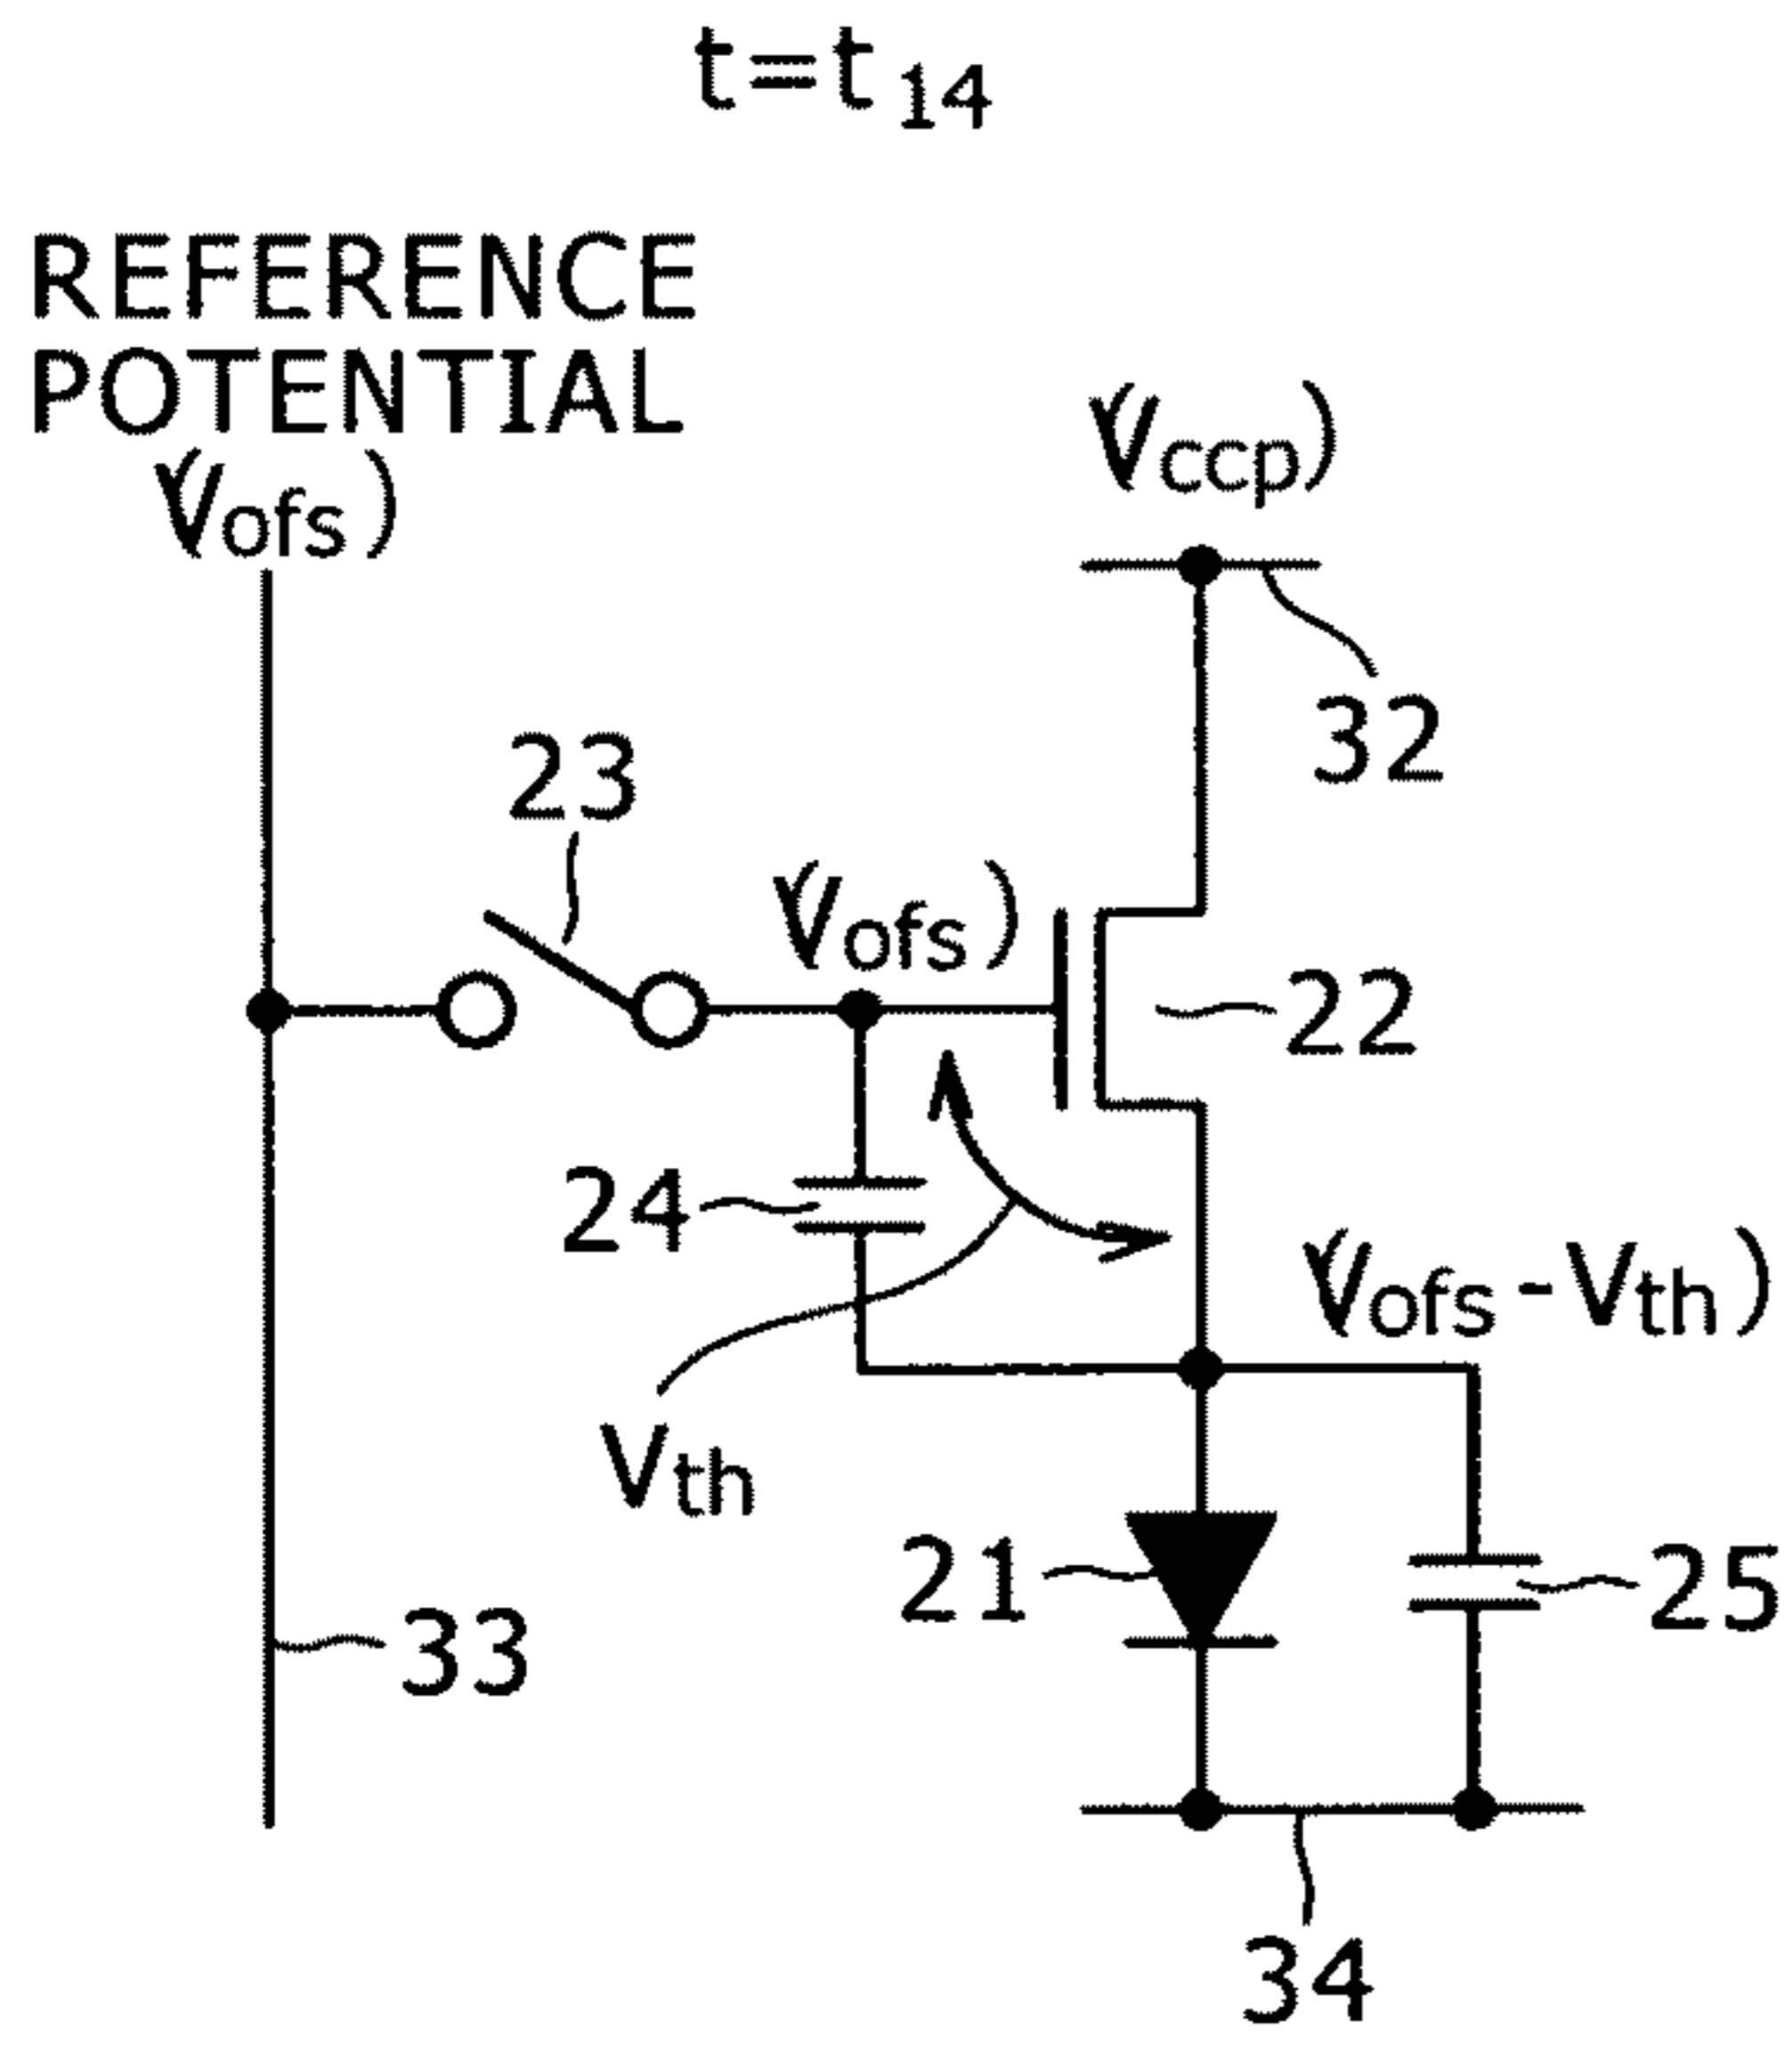 t=t14
REFERENCE
POTENTIAL
(Vofs)
(Vccp)
32
23
(Vofs)
22
24
(Vofs-Vth)
Vth
21
25
33
34